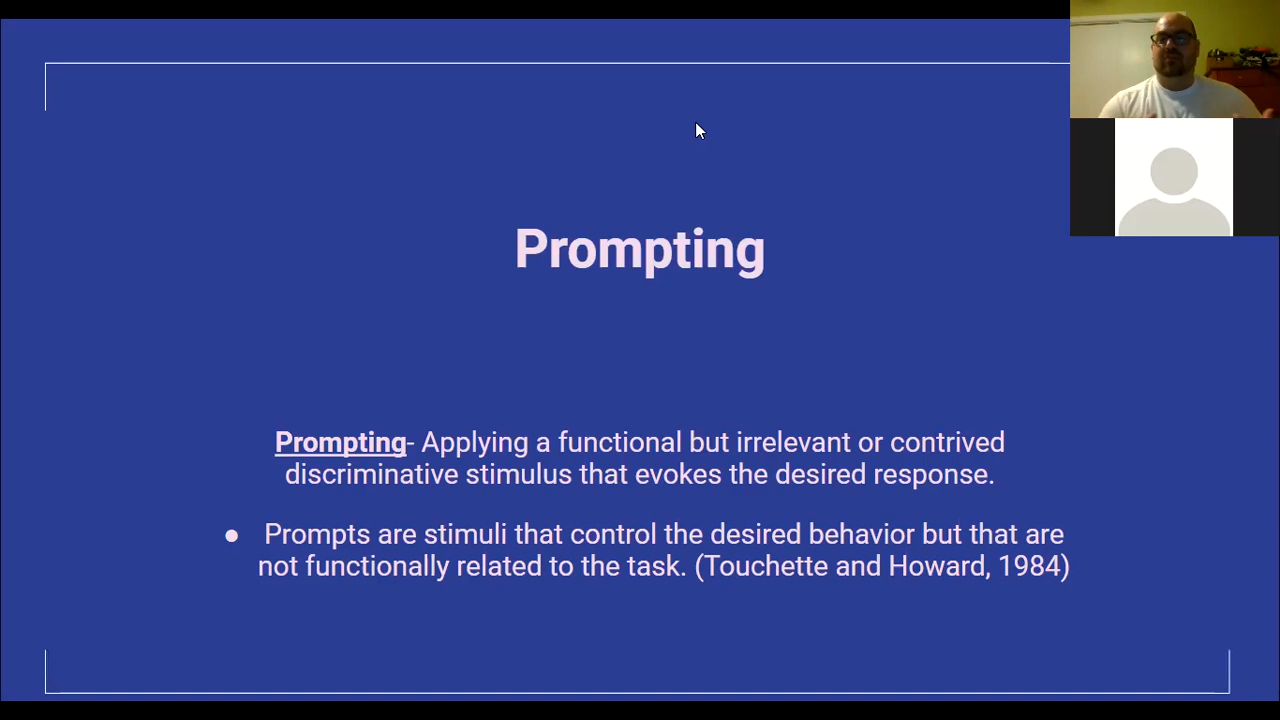 Prompting
Prompting- Applying a functional but irrelevant or contrived
discriminative stimulus that evokes the desired response.
● Prompts are stimuli that control the desired behavior but that are
not functionally related to the task. (Touchette and Howard, 1984)